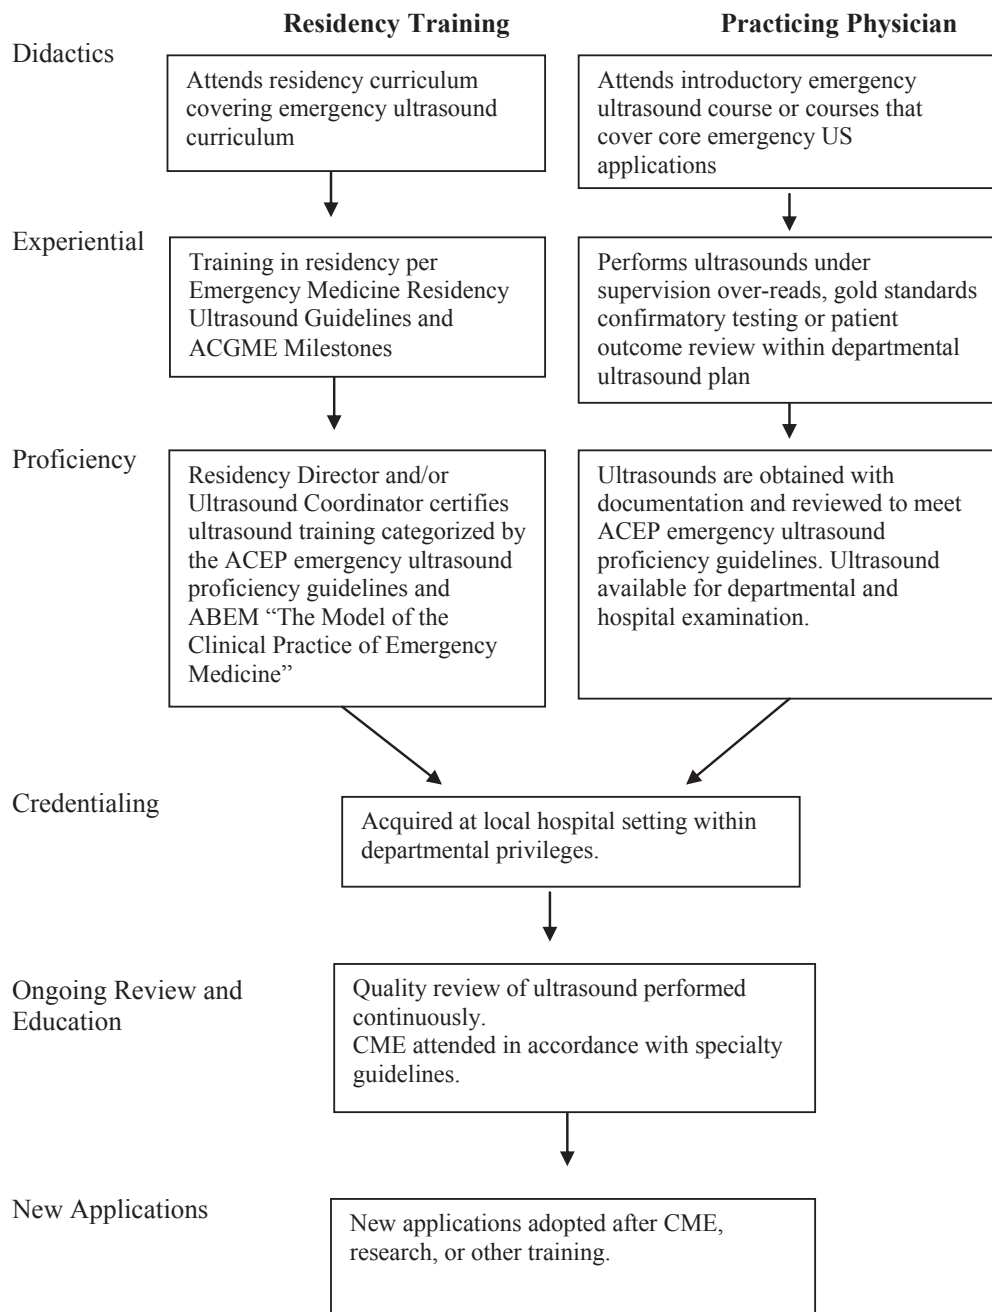 Residency Training
Practicing Physician
Didactics
Attends residency curriculum
covering emergency ultrasound
curriculum
Attends introductory emergency
ultrasound course or courses that
cover core emergency US
applications
Experiential
Training in residency per
Emergency Medicine Residency
Ultrasound Guidelines and
ACGME Milestones
Performs ultrasounds under
supervision over-reads, gold standards
confirmatory testing or patient
outcome review within departmental
ultrasound plan
Proficiency
Residency Director and/or
Ultrasound Coordinator certifies
ultrasound training categorized by
the ACEP emergency ultrasound
proficiency guidelines and
ABEM “The Model of the
Clinical Practice of Emergency
Medicine”
Ultrasounds are obtained with
documentation and reviewed to meet
ACEP emergency ultrasound
proficiency guidelines. Ultrasound
available for departmental and
hospital examination.
Credentialing
Acquired at local hospital setting within
departmental privileges.
Ongoing Review and
Education
Quality review of ultrasound performed
continuously.
CME attended in accordance with specialty
guidelines.
New Applications
New applications adopted after CME,
research, or other training.